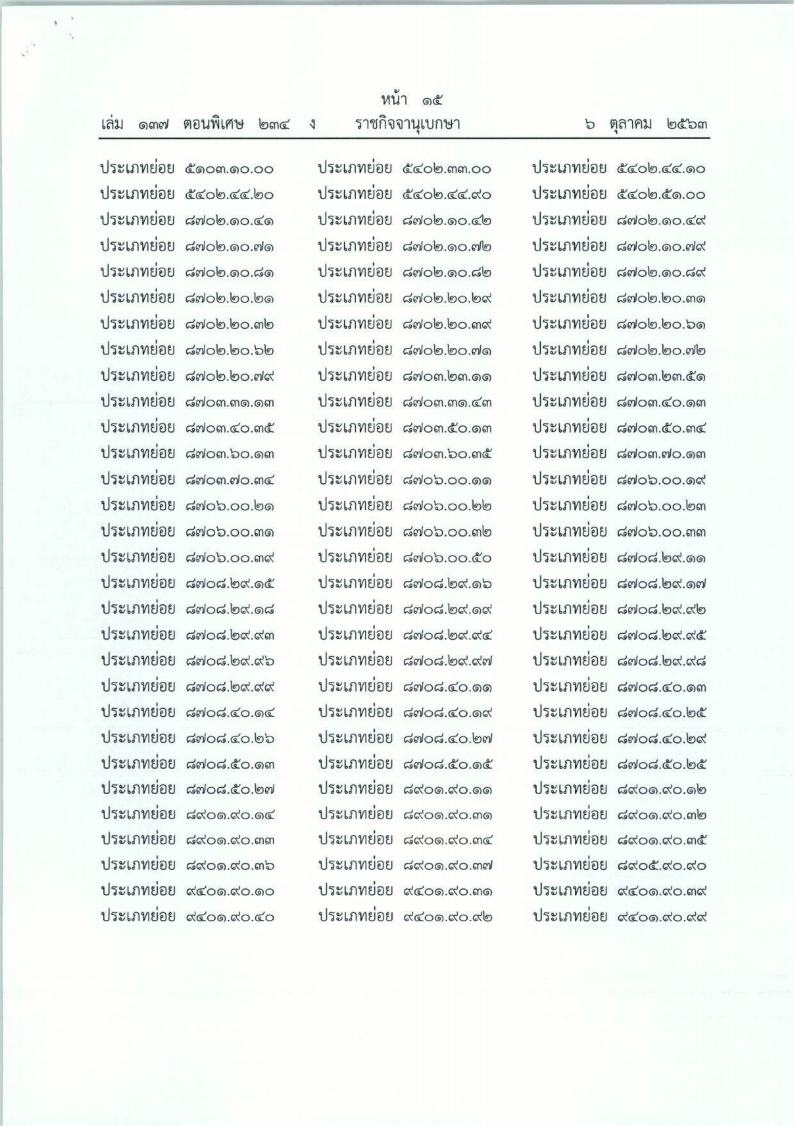 หน้า ๑๕
เล่ม ๑๓๗ ตอนพิเศษ ๒๓๔ ง ราชกิจจานุเบกษา ๖ ตุลาคม ๒๕๖๓
ประเภทย่อย ๕๑๐๓.๑๐.๐๐ ประเภทย่อย ๕๔๐๒.๓๓.๐๐ ประเภทย่อย ๕๔๐๒.๔๔.๑๐
ประเภทย่อย ๕๔๐๒.๔๔.๒๐ ประเภทย่อย ๕๔๐๒.๔๔.๙๐ ประเภทย่อย ๕๔๐๒.๕๑.๐๐
ประเภทย่อย ๘๗๐๒.๑๐.๔๑ ประเภทย่อย ๘๗๐๒.๑๐.๔๒ ประเภทย่อย ๘๗๐๒.๑๐.๔๙
ประเภทย่อย ๘๗๐๒.๑๐.๗๑ ประเภทย่อย ๘๗๐๒.๑๐.๗๒ ประเภทย่อย ๘๗๐๒.๑๐.๗๙
ประเภทย่อย ๘๗๐๒.๑๐.๘๑ ประเภทย่อย ๘๗๐๒.๑๐.๘๒ ประเภทย่อย ๘๗๐๒.๑๐.๘๙
ประเภทย่อย ๘๗๐๒.๒๐.๒๑ ประเภทย่อย ๘๗๐๒.๒๐.๒๙ ประเภทย่อย ๘๗๐๒.๒๐.๓๑
ประเภทย่อย ๘๗๐๒.๒๐.๓๒ ประเภทย่อย ๘๗๐๒.๒๐.๓๙ ประเภทย่อย ๘๗๐๒.๒๐.๖๑
ประเภทย่อย ๘๗๐๒.๒๐.๖๒ ประเภทย่อย ๘๗๐๒.๒๐.๗๑ ประเภทย่อย ๘๗๐๒.๒๐.๗๒
ประเภทย่อย ๘๗๐๒.๒๐.๗๙ ประเภทย่อย ๘๗๐๓.๒๓.๑๑ ประเภทย่อย ๘๗๐๓.๒๓.๕๑
ประเภทย่อย ๘๗๐๓.๓๑.๑๓ ประเภทย่อย ๘๗๐๓.๓๑.๔๓ ประเภทย่อย ๘๗๐๓.๔๐.๑๓
ประเภทย่อย ๘๗๐๓.๔๐.๓๕ ประเภทย่อย ๘๗๐๓.๕๐.๑๓ ประเภทย่อย ๘๗๐๓.๕๐.๓๔
ประเภทย่อย ๘๗๐๓.๖๐.๑๓ ประเภทย่อย ๘๗๐๓.๖๐.๓๕ ประเภทย่อย ๘๗๐๓.๗๐.๑๓
ประเภทย่อย ๘๗๐๓.๗๐.๓๔ ประเภทย่อย ๘๗๐๖.๐๐.๑๑ ประเภทย่อย ๘๗๐๖.๐๐.๑๙
ประเภทย่อย ๘๗๐๖.๐๐.๒๑ ประเภทย่อย ๘๗๐๖.๐๐.๒๒ ประเภทย่อย ๘๗๐๖.๐๐.๒๓
ประเภทย่อย ๘๗๐๖.๐๐.๓๑ ประเภทย่อย ๘๗๐๖.๐๐.๓๒ ประเภทย่อย ๘๗๐๖.๐๐.๓๓
ประเภทย่อย ๘๗๐๖.๐๐.๓๙ ประเภทย่อย ๘๗๐๖.๐๐.๕๐ ประเภทย่อย ๘๗๐๘.๒๙.๑๑
ประเภทย่อย ๘๗๐๘.๒๙.๑๕ ประเภทย่อย ๘๗๐๘.๒๙.๑๖ ประเภทย่อย ๘๗๐๘.๒๙.๑๗
ประเภทย่อย ๘๗๐๘.๒๙.๑๘ ประเภทย่อย ๘๗๐๘.๒๙.๑๙ ประเภทย่อย ๘๗๐๘.๒๙.๙๒
ประเภทย่อย ๘๗๐๘.๒๙.๙๓ ประเภทย่อย ๘๗๐๘.๒๙.๙๔ ประเภทย่อย ๘๗๐๘.๒๙.๙๕
ประเภทย่อย ๘๗๐๘.๒๙.๙๖ ประเภทย่อย ๘๗๐๘.๒๙.๙๗ ประเภทย่อย ๘๗๐๘.๒๙.๙๘
ประเภทย่อย ๘๗๐๘.๒๙.๙๙ ประเภทย่อย ๘๗๐๘.๔๐.๑๑ ประเภทย่อย ๘๗๐๘.๔๐.๑๓
ประเภทย่อย ๘๗๐๘.๔๐.๑๔ ประเภทย่อย ๘๗๐๘.๔๐.๑๙ ประเภทย่อย ๘๗๐๘.๔๐.๒๕
ประเภทย่อย ๘๗๐๘.๔๐.๒๖ ประเภทย่อย ๘๗๐๘.๔๐.๒๗ ประเภทย่อย ๘๗๐๘.๔๐.๒๙
ประเภทย่อย ๘๗๐๘.๕๐.๑๓ ประเภทย่อย ๘๗๐๘.๕๐.๑๕ ประเภทย่อย ๘๗๐๘.๕๐.๒๕
ประเภทย่อย ๘๗๐๘.๕๐.๒๗ ประเภทย่อย ๘๙๐๑.๙๐.๑๑ ประเภทย่อย ๘๙๐๑.๙๐.๑๒
ประเภทย่อย ๘๙๐๑.๙๐.๑๔ ประเภทย่อย ๘๙๐๑.๙๐.๓๑ ประเภทย่อย ๘๙๐๑.๙๐.๓๒
ประเภทย่อย ๘๙๐๑.๙๐.๓๓ ประเภทย่อย ๘๙๐๑.๙๐.๓๔ ประเภทย่อย ๘๙๐๑.๙๐.๓๕
ประเภทย่อย ๘๙๐๑.๙๐.๓๖ ประเภทย่อย ๘๙๐๑.๙๐.๓๗ ประเภทย่อย ๘๙๐๕.๙๐.๙๐
ประเภทย่อย ๙๔๐๑.๙๐.๑๐ ประเภทย่อย ๙๔๐๑.๙๐.๓๑ ประเภทย่อย ๙๔๐๑.๙๐.๓๙
ประเภทย่อย ๙๔๐๑.๙๐.๔๐ ประเภทย่อย ๙๔๐๑.๙๐.๙๒ ประเภทย่อย ๙๔๐๑.๙๐.๙๙